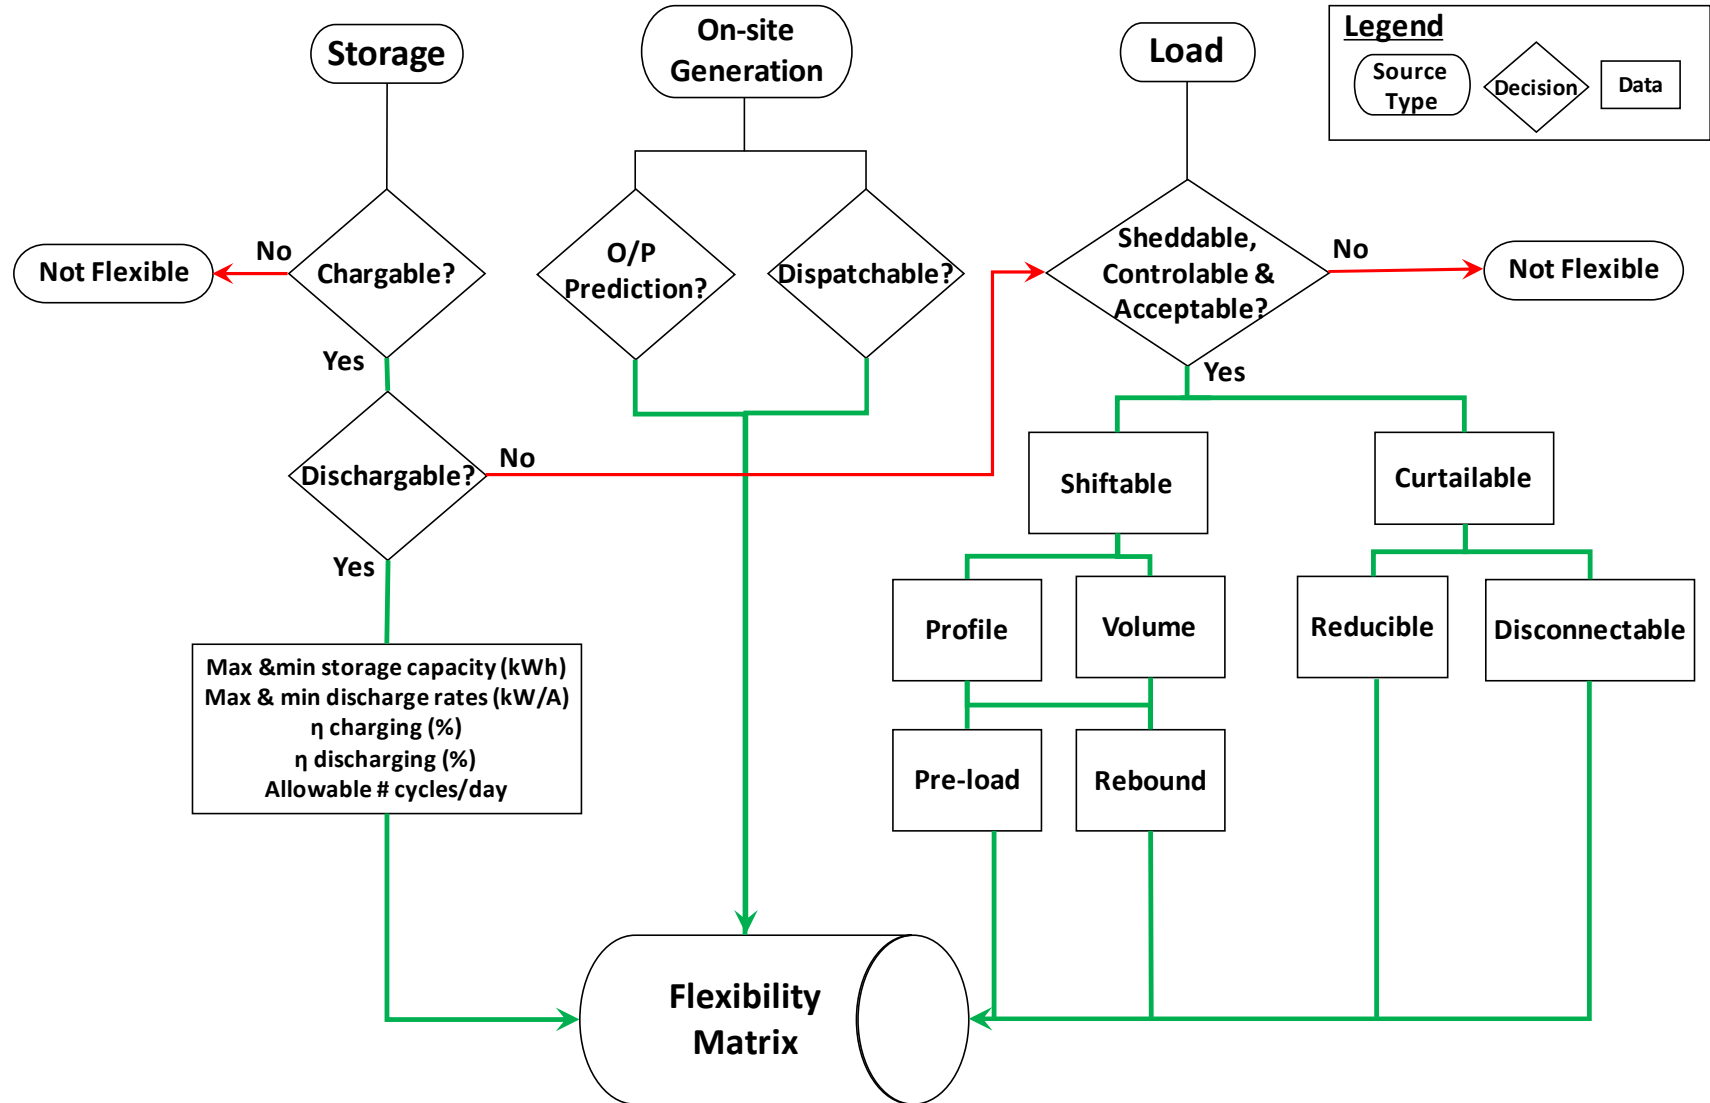 Storage
On-site
Generation
Load
Legend
Source
Type
Decision
Data
No
Not Flexible
Chargable?
O/P
Prediction?
Dispatchable?
Sheddable,
Controlable &
Acceptable?
No
Not Flexible
Yes
Yes
Dischargable?
No
Shiftable
Curtailable
Yes
Profile
Volume
Reducible
Disconnectable
Max &min storage capacity (kWh)
Max & min discharge rates (kW/A)
η charging (%)
η discharging (%)
Allowable # cycles/day
Pre-load
Rebound
Flexibility
Matrix